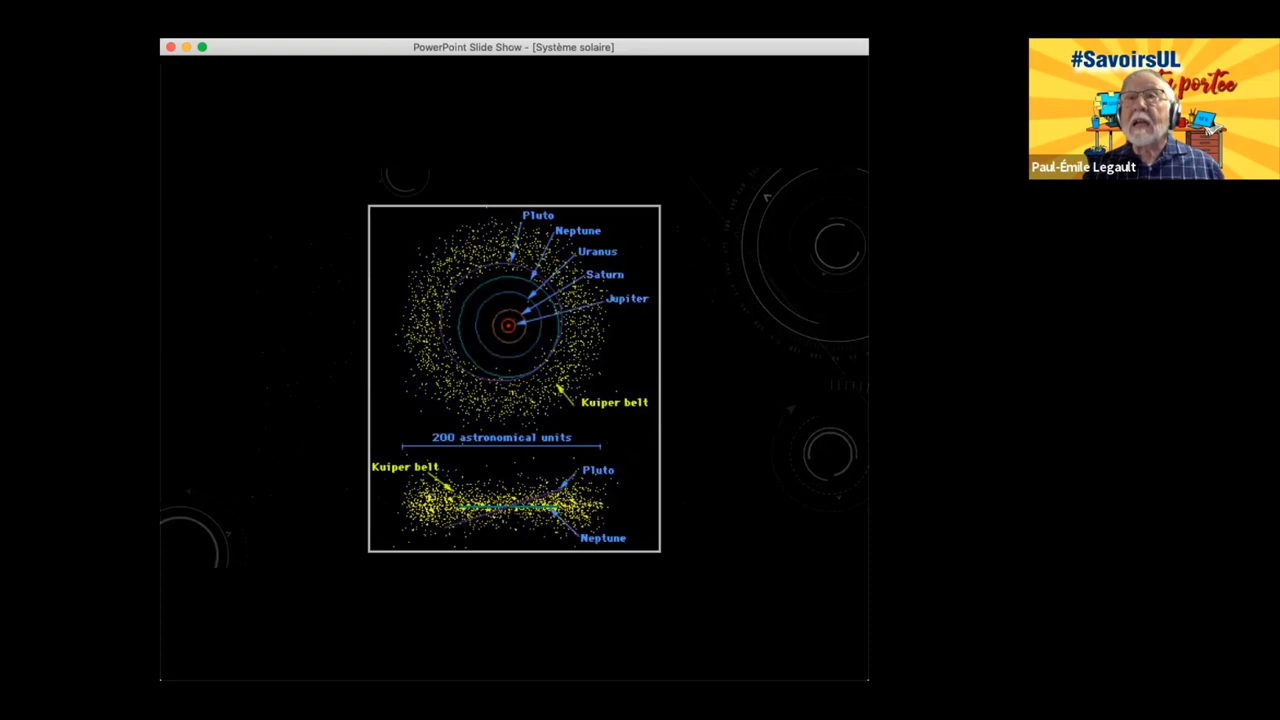 PowerPoint Slide Show - [Système solaire]
Pluto
Neptune
Uranus
Saturn
Jupiter
Kuiper belt
200 astronomical units
Kuiper belt
Pluto
Neptune
#SavoirsUL
portée
Paul-Émile Legault